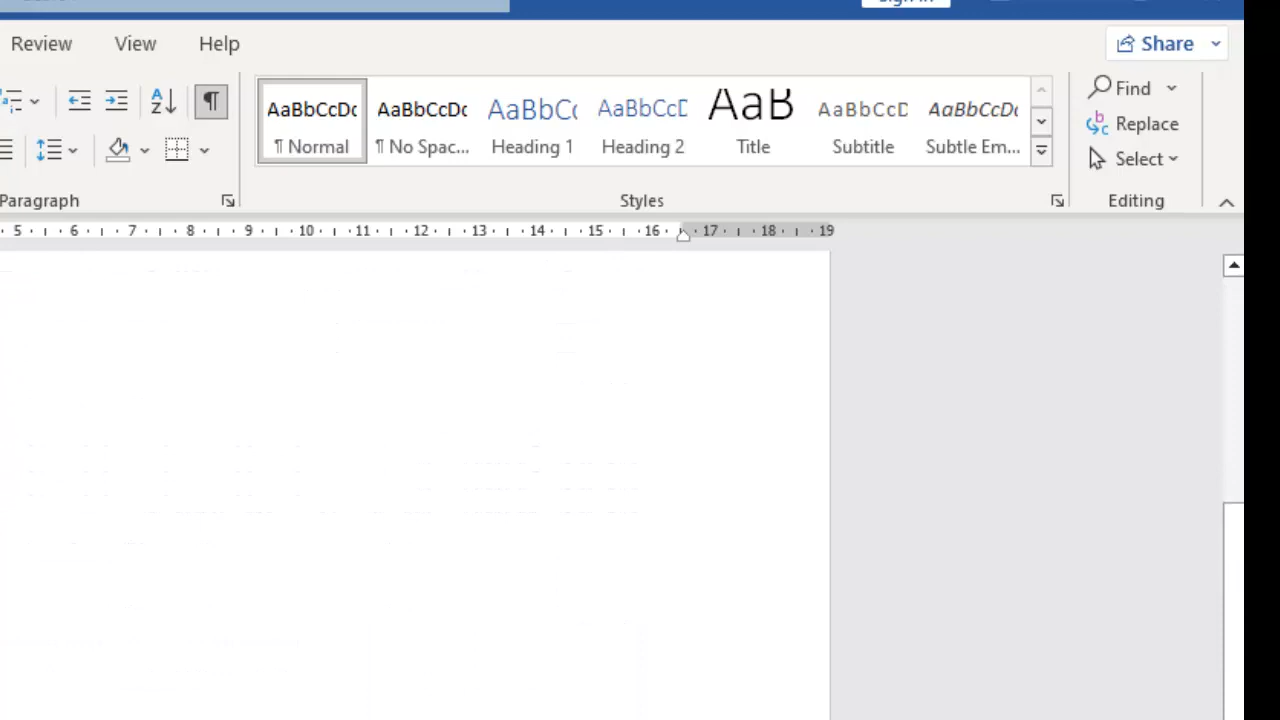 Review View Help Share
AaBbCcDc AaBbCcDc AaBbCc AaBbCcD AaB AaBbCcD AaBbCcDc Find
¶ Normal ¶ No Spac... Heading 1 Heading 2 Title Subtitle Subtle Em... Replace
Select
Paragraph Styles Editing
5 6 7 8 9 10 11 12 13 14 15 16 17 18 19